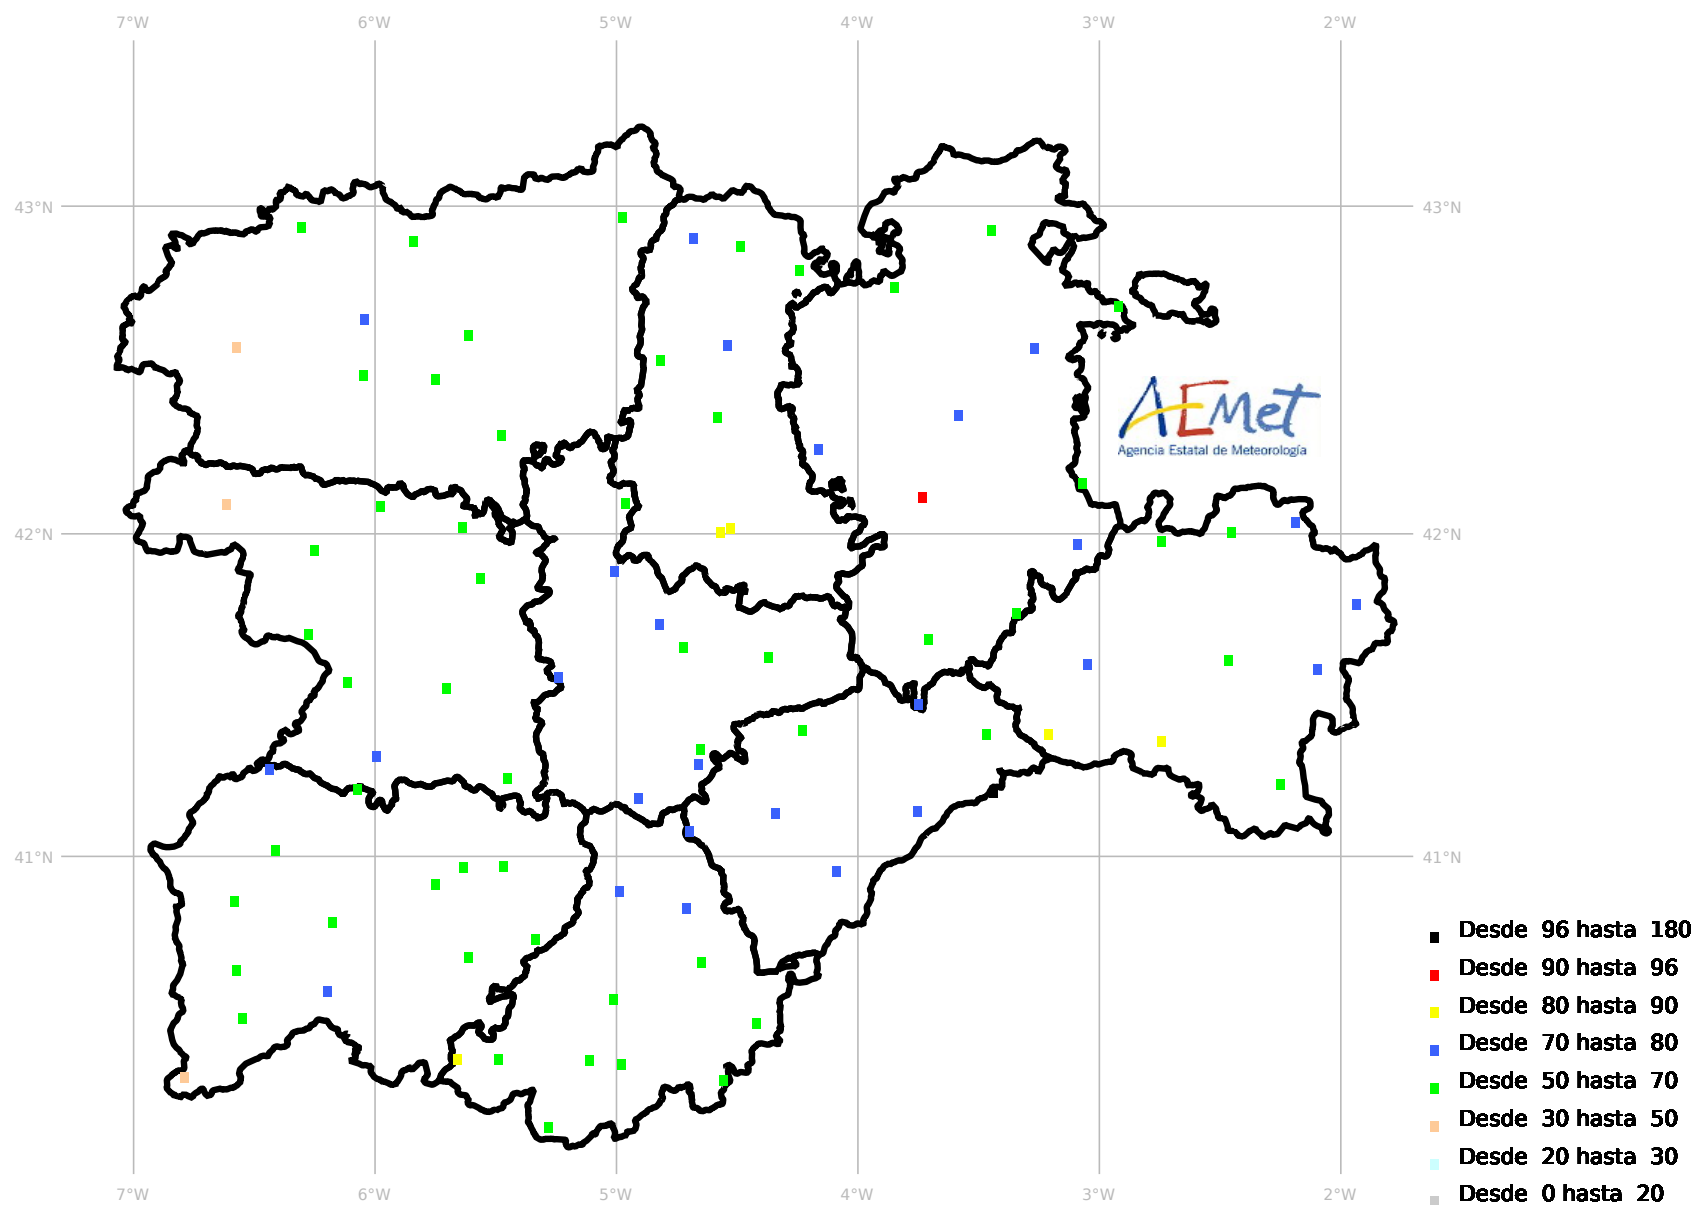 7°W 6°W 5°W 4°W 3°W 2°W
43°N 43°N
AEMet
Agencia Estatal de Meteorología
42°N 42°N
41°N 41°N
Desde 96 hasta 180
Desde 90 hasta 96
Desde 80 hasta 90
Desde 70 hasta 80
Desde 50 hasta 70
Desde 30 hasta 50
Desde 20 hasta 30
Desde 0 hasta 20
7°W 6°W 5°W 4°W 3°W 2°W